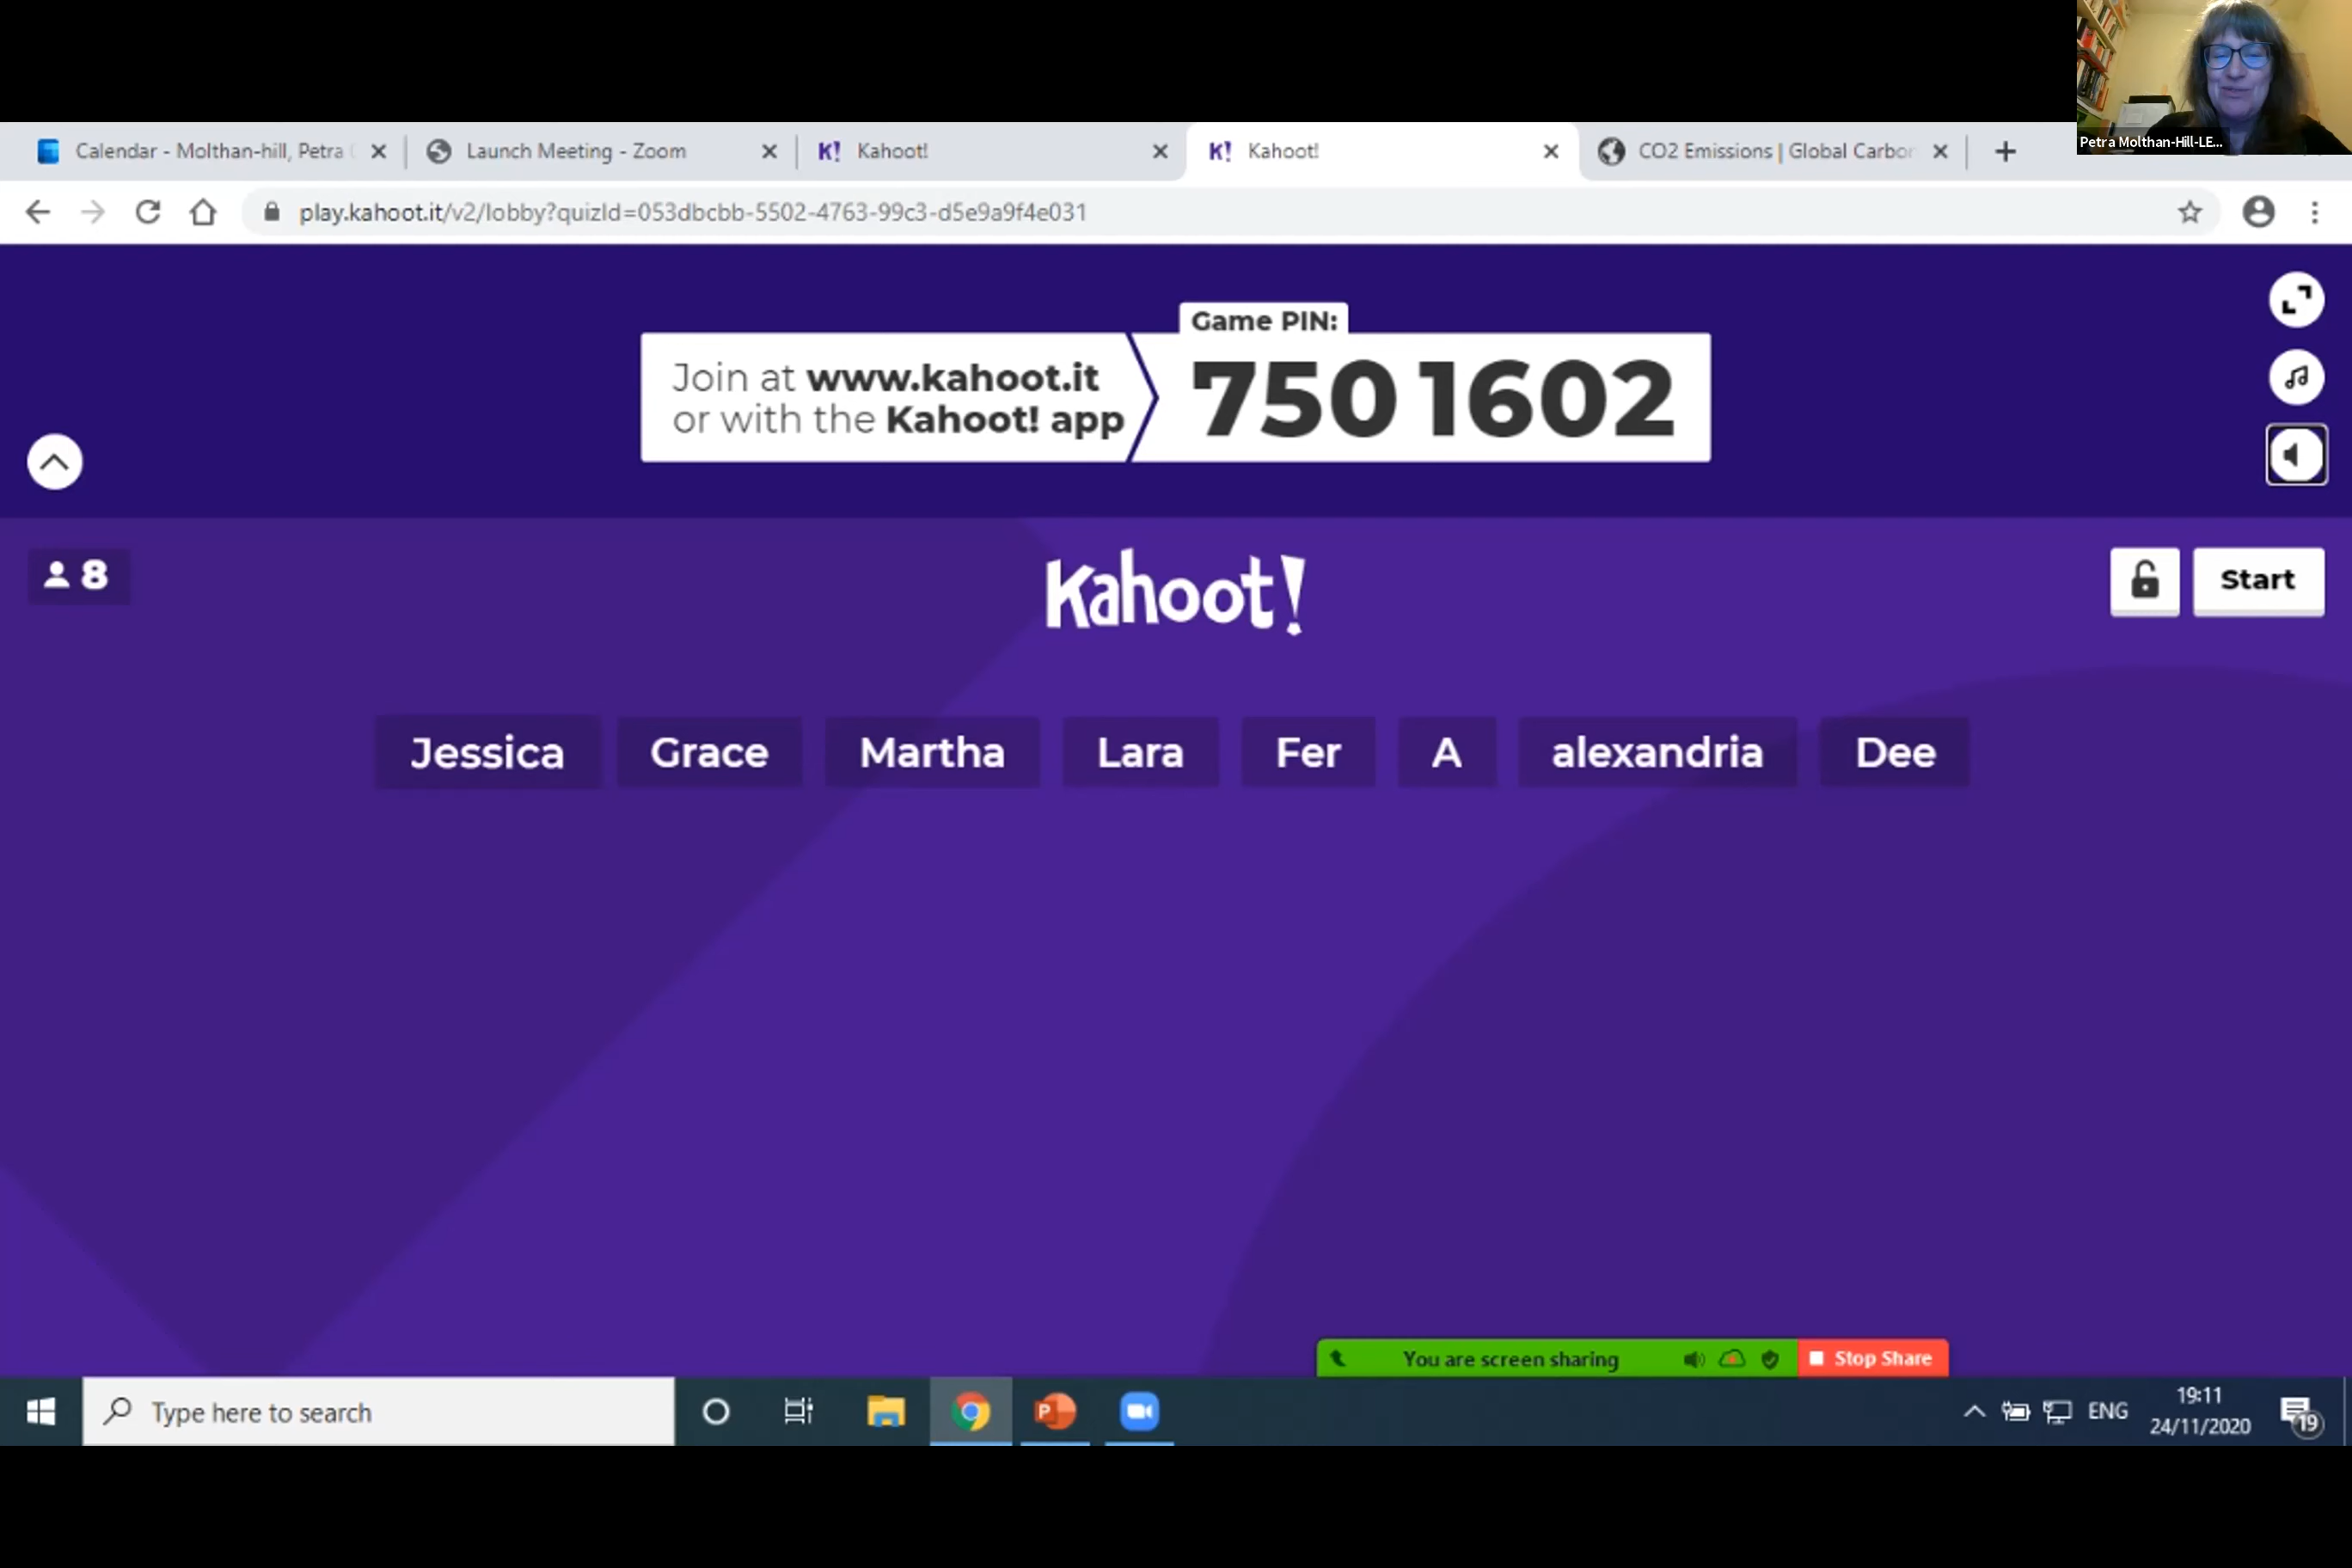 Petra Molthan-Hill-LE...
Calendar - Molthan-hill, Petra
Launch Meeting - Zoom
K! Kahoot!
K! Kahoot!
CO2 Emissions | Global Carbon
play.kahoot.it/v2/lobby?quizId=053dbcbb-5502-4763-99c3-d5e9a9f4e031
Game PIN:
Join at www.kahoot.it
or with the Kahoot! app
750 1602
8
Kahoot!
Start
Jessica Grace Martha Lara Fer A alexandria Dee
You are screen sharing
Stop Share
Type here to search
P
ENG
19:11
24/11/2020
19